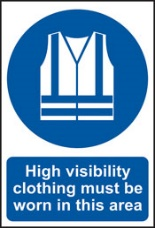 High visibility
clothing must be
worn in this area